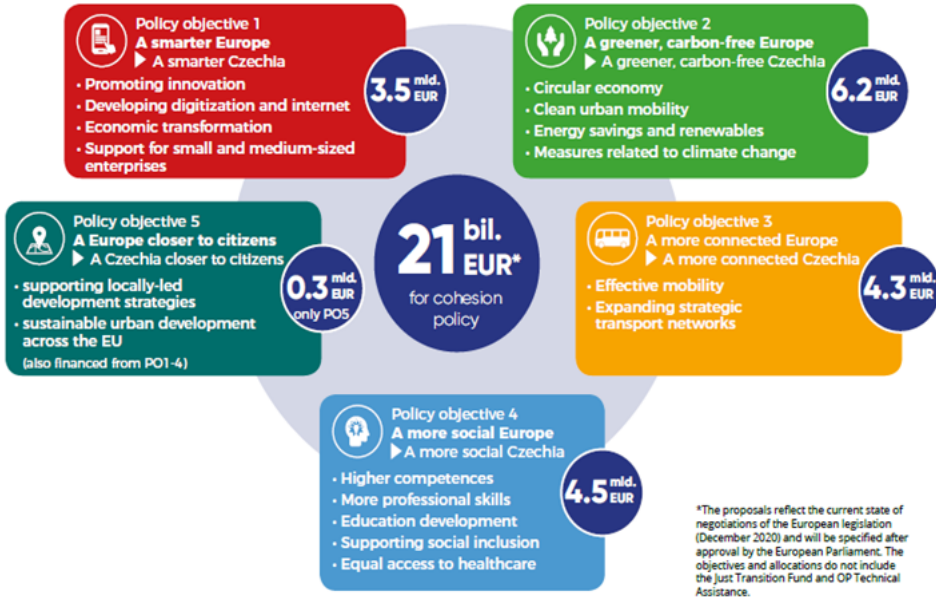 Policy objective 1
A smarter Europe
▶ A smarter Czechia
• Promoting innovation
• Developing digitization and internet
• Economic transformation
• Support for small and medium-sized
enterprises
3.5 mld.
EUR
Policy objective 2
A greener, carbon-free Europe
▶ A greener, carbon-free Czechia
• Circular economy
• Clean urban mobility
• Energy savings and renewables
• Measures related to climate change
6.2 mld.
EUR
Policy objective 5
A Europe closer to citizens
▶ A Czechia closer to citizens
• supporting locally-led
development strategies
• sustainable urban development
across the EU
(also financed from PO1-4)
0.3 mld.
EUR
only PO5
21 bil.
EUR*
for cohesion
policy
Policy objective 3
A more connected Europe
▶ A more connected Czechia
• Effective mobility
• Expanding strategic
transport networks
4.3 mld.
EUR
Policy objective 4
A more social Europe
▶ A more social Czechia
• Higher competences
• More professional skills
• Education development
• Supporting social inclusion
• Equal access to healthcare
4.5 mld.
EUR
*The proposals reflect the current state of
negotiations of the European legislation
(December 2020) and will be specified after
approval by the European Parliament. The
objectives and allocations do not include
the Just Transition Fund and OP Technical
Assistance.